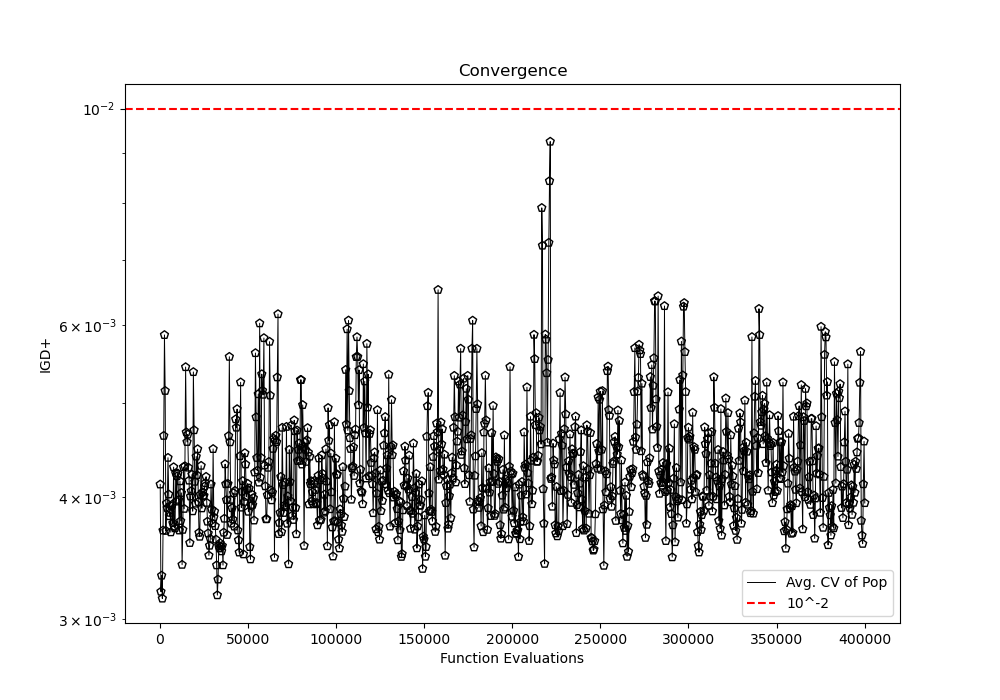 Convergence
10⁻²
6 × 10⁻³
4 × 10⁻³
3 × 10⁻³
IGD+
0 50000 100000 150000 200000 250000 300000 350000 400000
Function Evaluations
Avg. CV of Pop
10^-2